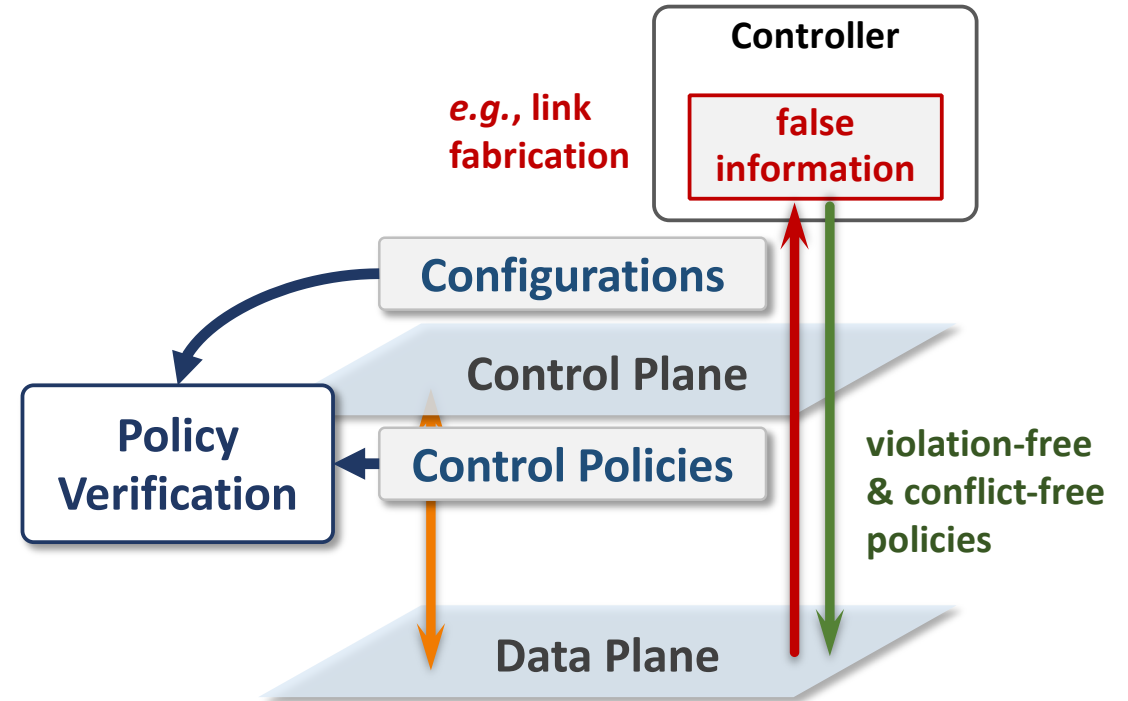 Controller
e.g., link
fabrication
false
information
Configurations
Control Plane
Policy
Verification
Control Policies
violation-free
& conflict-free
policies
Data Plane